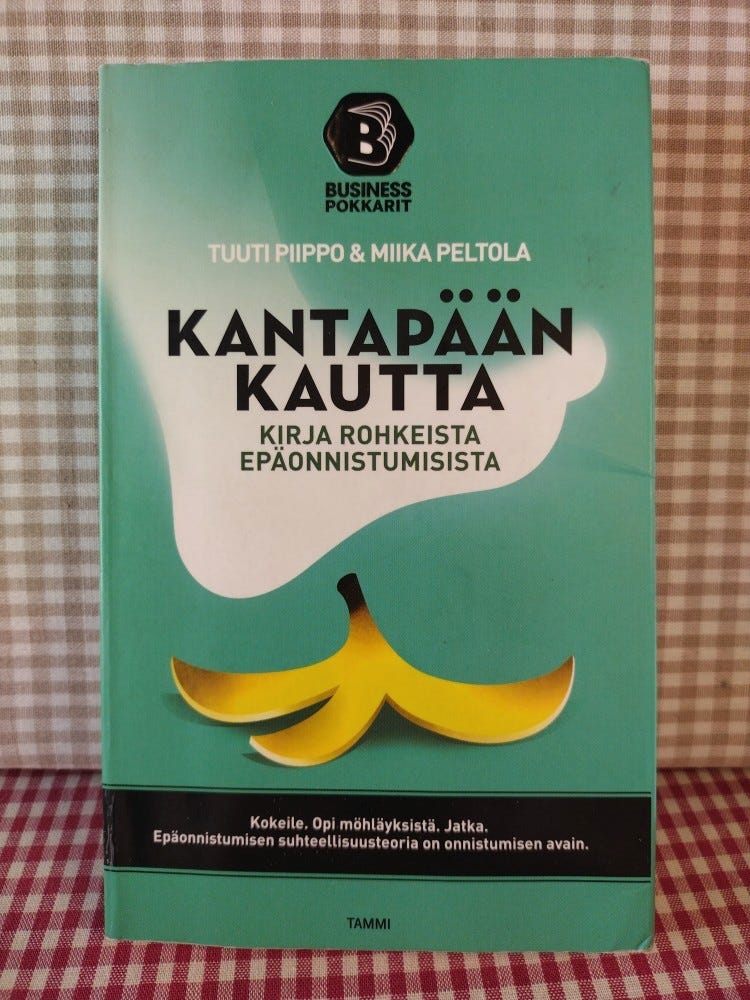 B
BUSINESS
POKKARIT
TUUTI PIIPPO & MIIKA PELTOLA
KANTAPÄÄN
KAUTTA
KIRJA ROHKEISTA
EPÄONNISTUMISISTA
Kokeile. Opi möhläyksistä. Jatka.
Epäonnistumisen suhteellisuusteoria on onnistumisen avain.
TAMMI